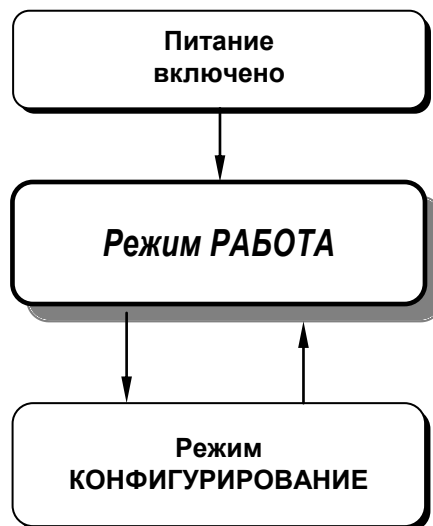 Питание
включено
Режим РАБОТА
Режим
КОНФИГУРИРОВАНИЕ